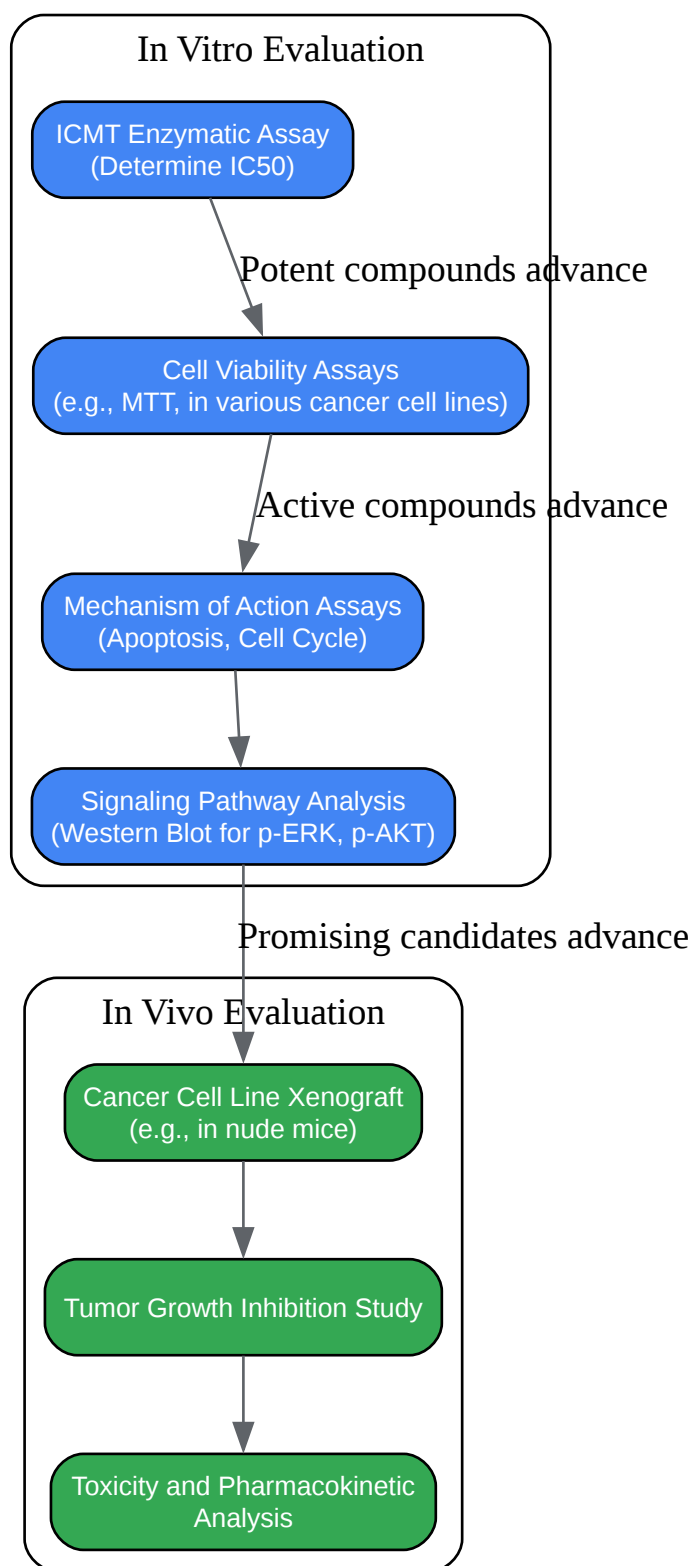 In Vitro Evaluation
ICMT Enzymatic Assay
(Determine IC50)
Potent compounds advance
Cell Viability Assays
(e.g., MTT, in various cancer cell lines)
Active compounds advance
Mechanism of Action Assays
(Apoptosis, Cell Cycle)
Signaling Pathway Analysis
(Western Blot for p-ERK, p-AKT)
Promising candidates advance
In Vivo Evaluation
Cancer Cell Line Xenograft
(e.g., in nude mice)
Tumor Growth Inhibition Study
Toxicity and Pharmacokinetic
Analysis